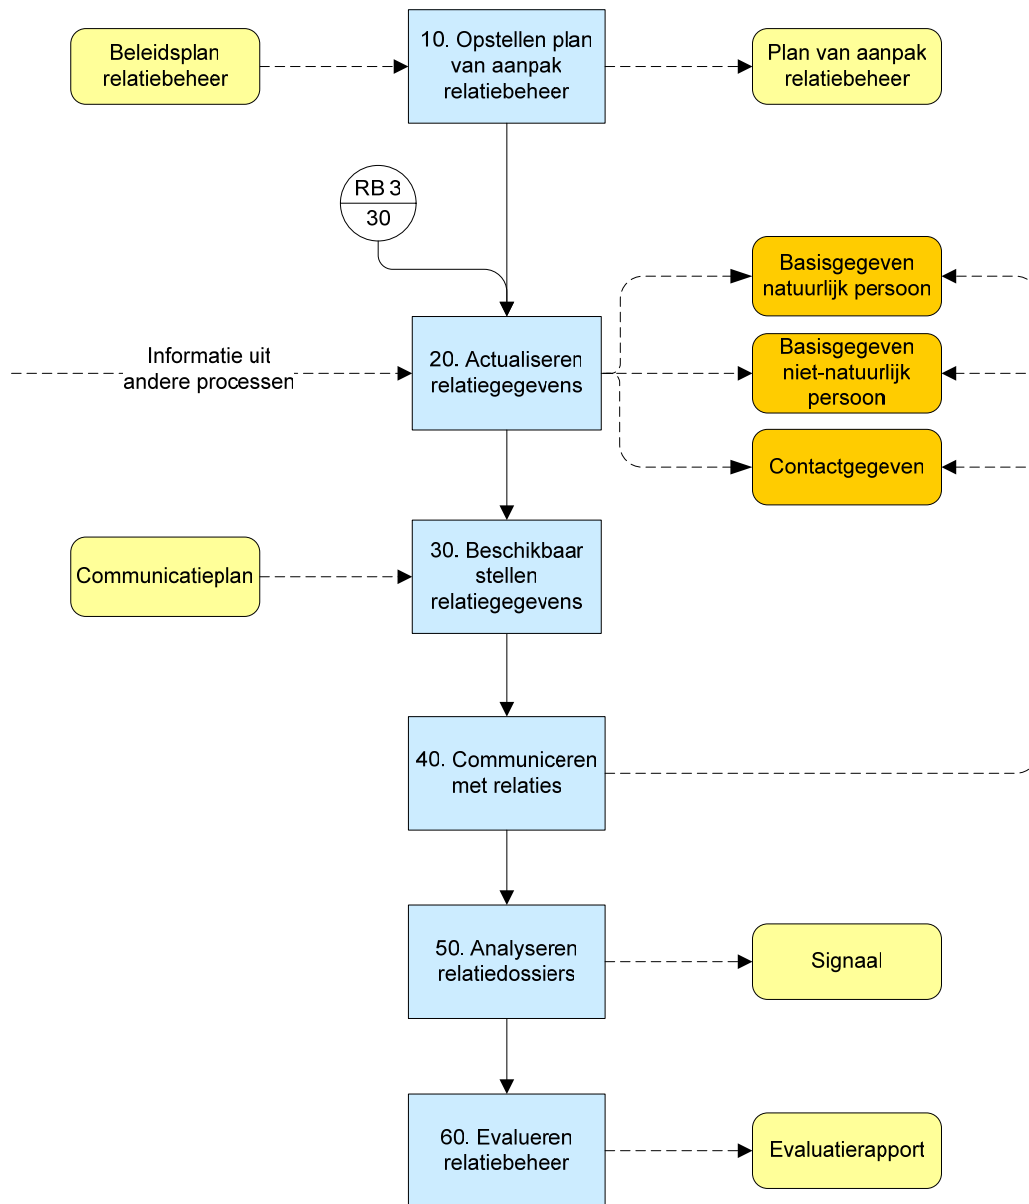 Beleidsplan
relatiebeheer
10. Opstellen plan
van aanpak
relatiebeheer
Plan van aanpak
relatiebeheer
RB 3
30
Informatie uit
andere processen
20. Actualiseren
relatiegegevens
Basisgegeven
natuurlijk persoon
Basisgegeven
niet-natuurlijk
persoon
Contactgegeven
Communicatieplan
30. Beschikbaar
stellen
relatiegegevens
40. Communiceren
met relaties
50. Analyseren
relatiedossiers
Signaal
60. Evalueren
relatiebeheer
Evaluatierapport